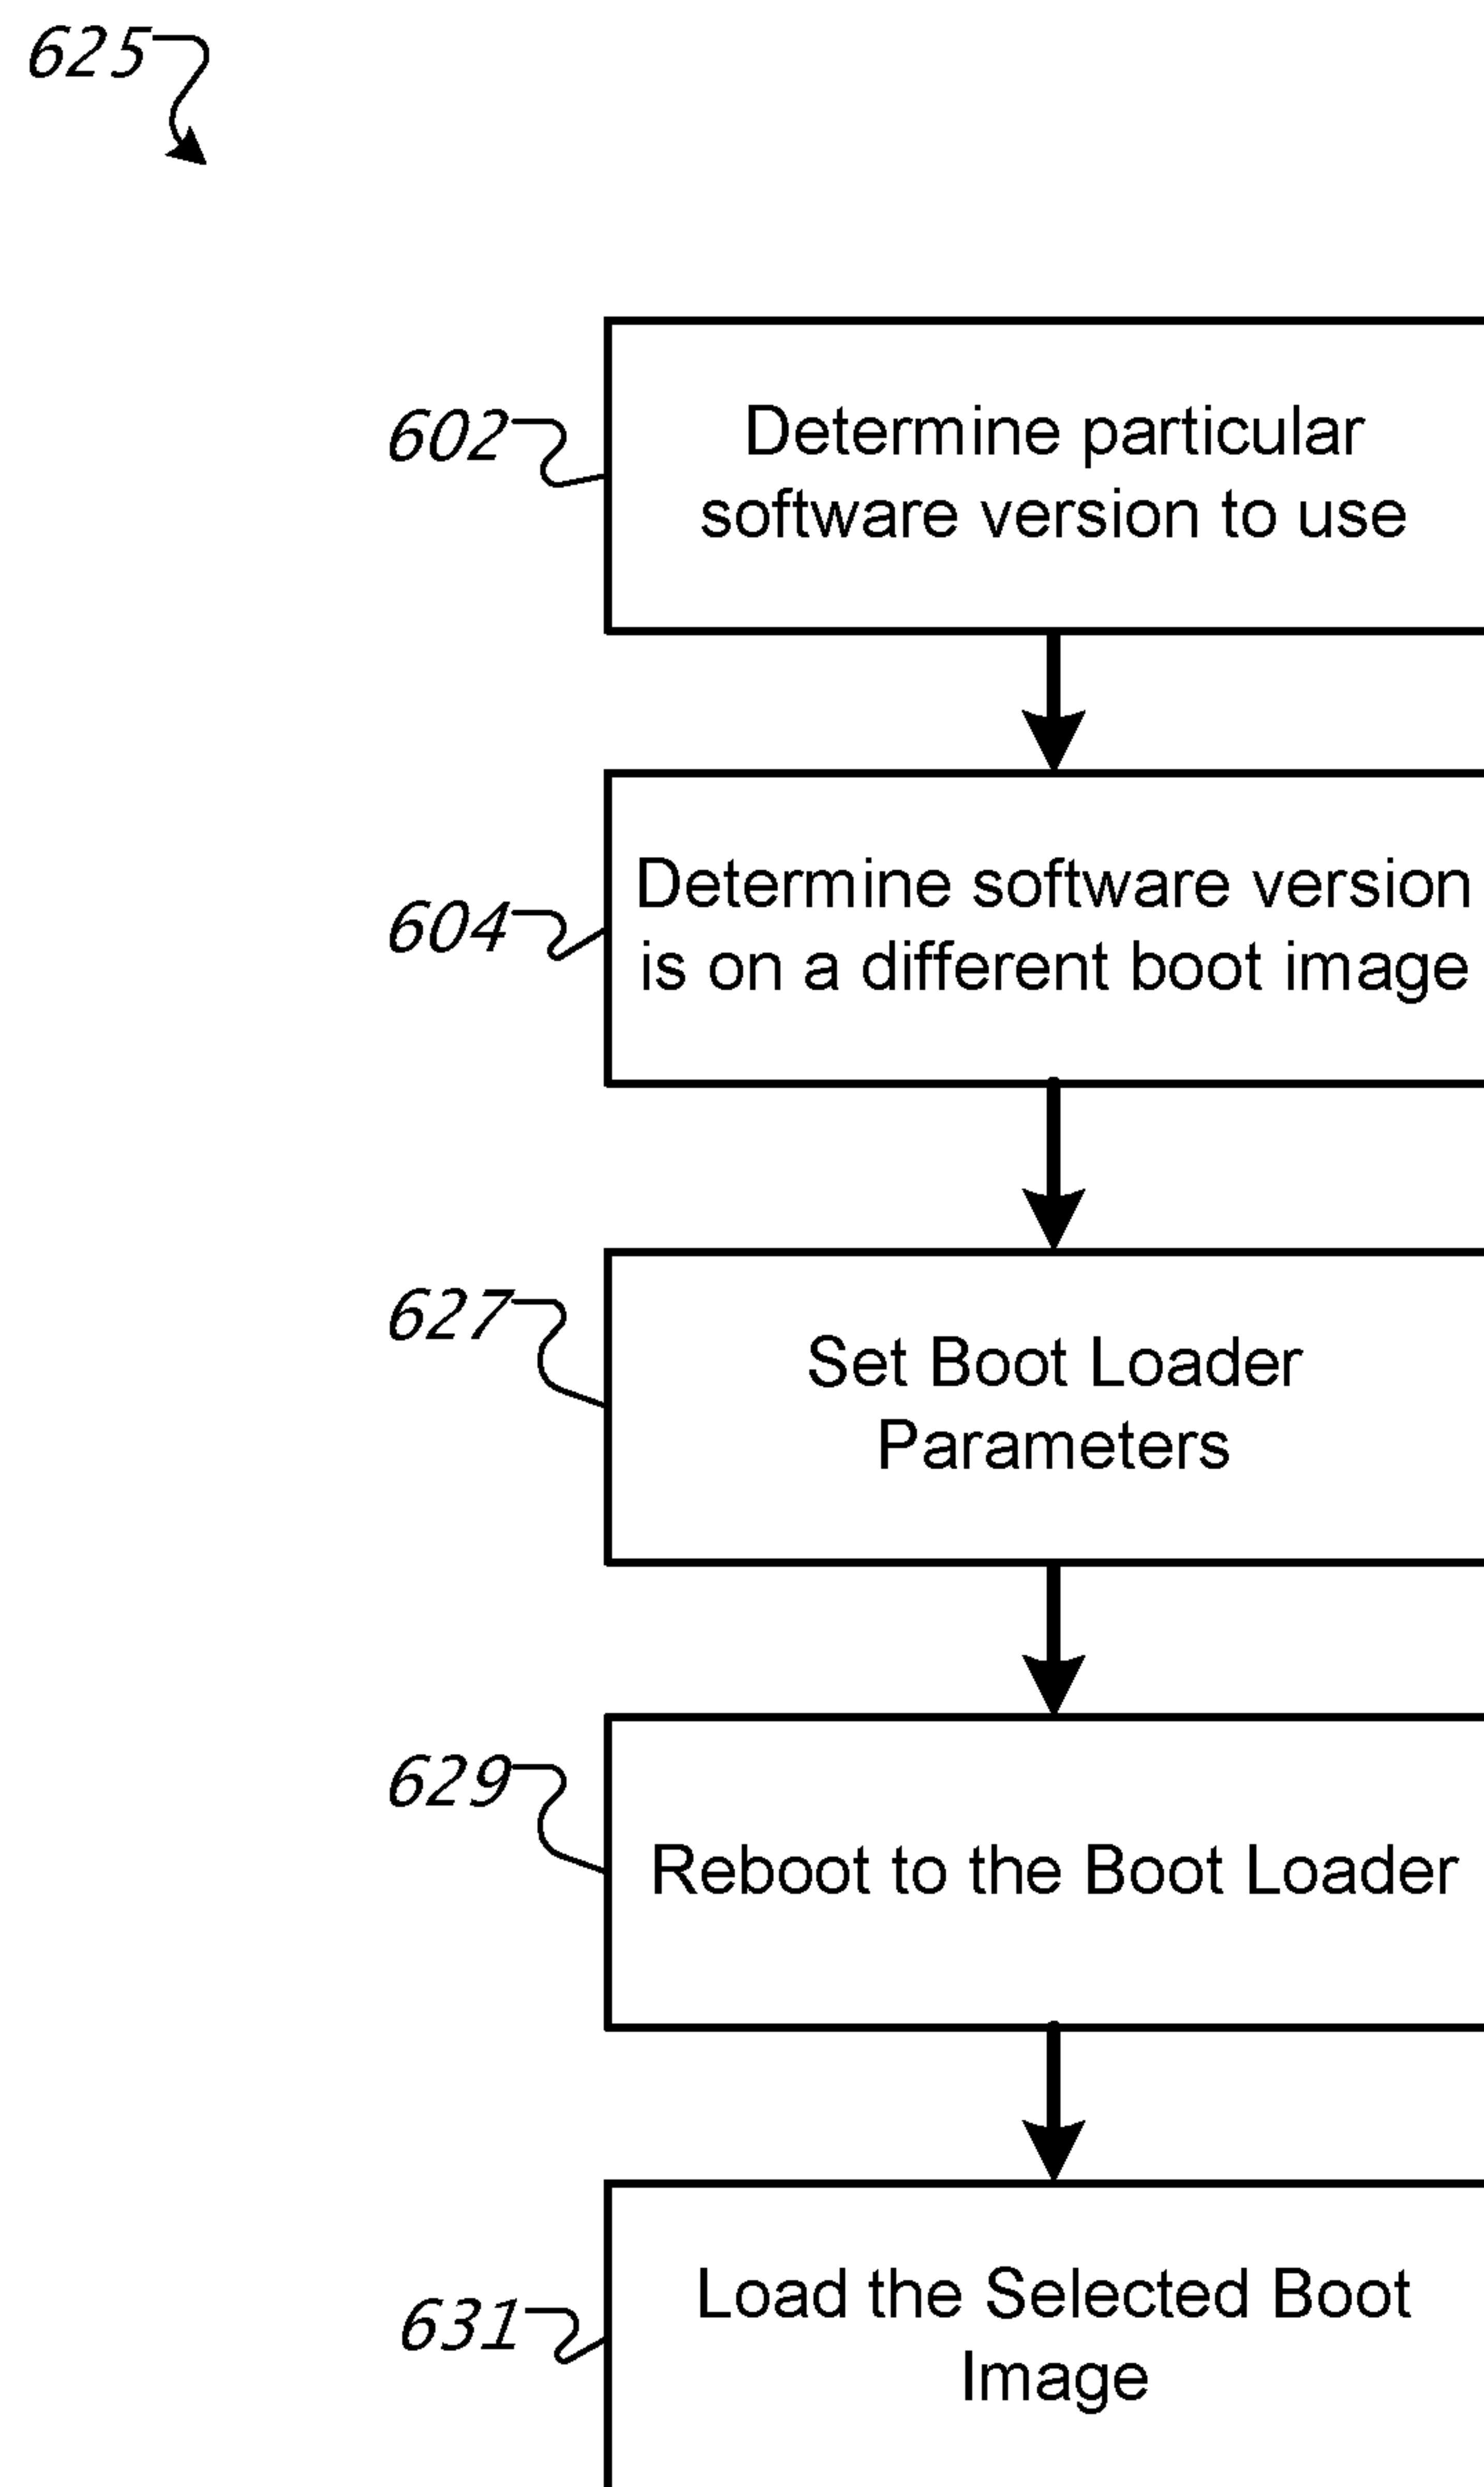 625
602
Determine particular
software version to use
604
Determine software version
is on a different boot image
627
Set Boot Loader
Parameters
629
Reboot to the Boot Loader
631
Load the Selected Boot
Image